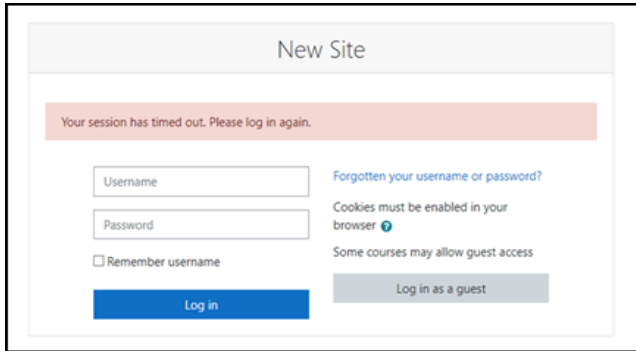 New Site
Your session has timed out. Please log in again.
Username
Password
Remember username
Log in
Forgotten your username or password?
Cookies must be enabled in your
browser
Some courses may allow guest access
Log in as a guest